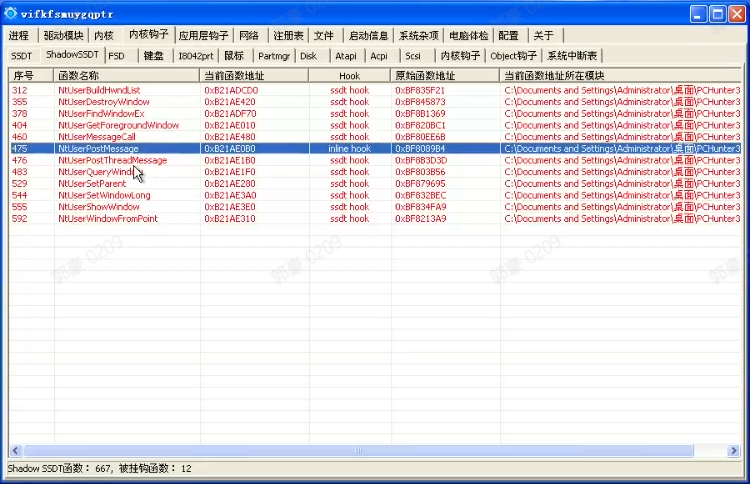 vifkfsmuygqptr
进程 驱动模块 内核 内核钩子 应用层钩子 网络 注册表 文件 启动信息 系统杂项 电脑体检 配置 关于
SSDT ShadowSSDT FSD 键盘 I8042prt 鼠标 Partmgr Disk Atapi Acpi Scsi 内核钩子 Object钩子 系统中断表
序号 函数名称 当前函数地址 Hook 原始函数地址 当前函数地址所在模块
312 NtUserBuildHwndList 0xB21ADCD0 ssdt hook 0xBF835F21 C:\Documents and Settings\Administrator\桌面\PCHunter3
355 NtUserDestroyWindow 0xB21AE420 ssdt hook 0xBF845873 C:\Documents and Settings\Administrator\桌面\PCHunter3
378 NtUserFindWindowEx 0xB21ADF70 ssdt hook 0xBF8B1369 C:\Documents and Settings\Administrator\桌面\PCHunter3
404 NtUserGetForegroundWindow 0xB21AE010 ssdt hook 0xBF820BC1 C:\Documents and Settings\Administrator\桌面\PCHunter3
460 NtUserMessageCall 0xB21AE480 ssdt hook 0xBF80EE6B C:\Documents and Settings\Administrator\桌面\PCHunter3
475 NtUserPostMessage 0xB21AE0B0 inline hook 0xBF8089B4 C:\Documents and Settings\Administrator\桌面\PCHunter3
476 NtUserPostThreadMessage 0xB21AE1B0 ssdt hook 0xBF8B3D3D C:\Documents and Settings\Administrator\桌面\PCHunter3
483 NtUserQueryWindow 0xB21AE1F0 ssdt hook 0xBF803B56 C:\Documents and Settings\Administrator\桌面\PCHunter3
529 NtUserSetParent 0xB21AE280 ssdt hook 0xBF879695 C:\Documents and Settings\Administrator\桌面\PCHunter3
544 NtUserSetWindowLong 0xB21AE3A0 ssdt hook 0xBF832BEC C:\Documents and Settings\Administrator\桌面\PCHunter3
555 NtUserShowWindow 0xB21AE3E0 ssdt hook 0xBF834FA9 C:\Documents and Settings\Administrator\桌面\PCHunter3
592 NtUserWindowFromPoint 0xB21AE310 ssdt hook 0xBF8213A9 C:\Documents and Settings\Administrator\桌面\PCHunter3
郭豪 0209 郭豪 0209 郭豪 0209
Shadow SSDT函数： 667，被挂钩函数： 12